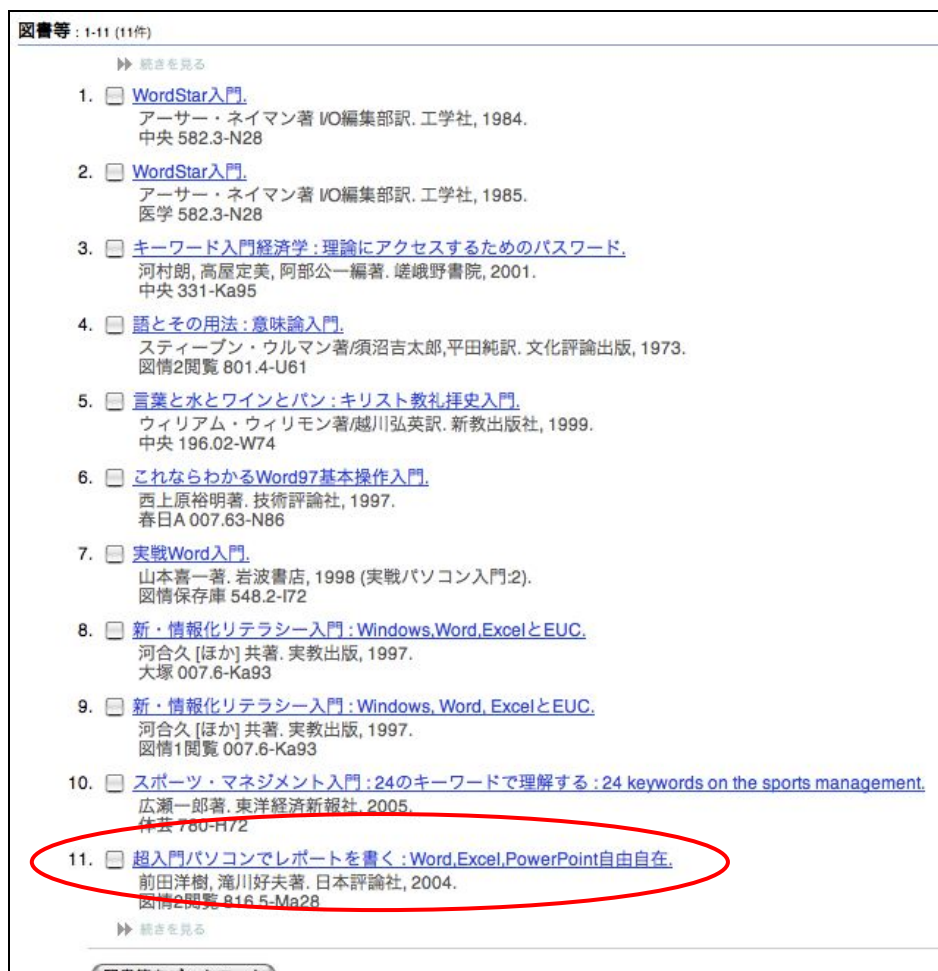 図書等 : 1-11 (11件)
続きを見る
1. WordStar入門.
アーサー・ネイマン著 I/O編集部訳. 工学社, 1984.
中央 582.3-N28
2. WordStar入門.
アーサー・ネイマン著 I/O編集部訳. 工学社, 1985.
医学 582.3-N28
3. キーワード入門経済学 : 理論にアクセスするためのパスワード.
河村朗, 高屋定美, 阿部公一編著. 嵯峨野書院, 2001.
中央 331-Ka95
4. 語とその用法 : 意味論入門.
スティーブン・ウルマン著/須沼吉太郎,平田純訳. 文化評論出版, 1973.
図情2閲覧 801.4-U61
5. 言葉と水とワインとパン : キリスト教礼拝史入門.
ウィリアム・ウィリモン著/越川弘英訳. 新教出版社, 1999.
中央 196.02-W74
6. これならわかるWord97基本操作入門.
西上原裕明著. 技術評論社, 1997.
春日A 007.63-N86
7. 実戦Word入門.
山本喜一著. 岩波書店, 1998 (実戦パソコン入門:2).
図情保存庫 548.2-I72
8. 新・情報化リテラシー入門 : Windows,Word,ExcelとEUC.
河合久 [ほか] 共著. 実教出版, 1997.
大塚 007.6-Ka93
9. 新・情報化リテラシー入門 : Windows, Word, ExcelとEUC.
河合久 [ほか] 共著. 実教出版, 1997.
図情1閲覧 007.6-Ka93
10. スポーツ・マネジメント入門 : 24のキーワードで理解する : 24 keywords on the sports management.
広瀬一郎著. 東洋経済新報社, 2005.
体芸 780-H72
11. 超入門パソコンでレポートを書く : Word,Excel,PowerPoint自由自在.
前田洋樹, 滝川好夫著. 日本評論社, 2004.
図情2閲覧 816.5-Ma28
続きを見る